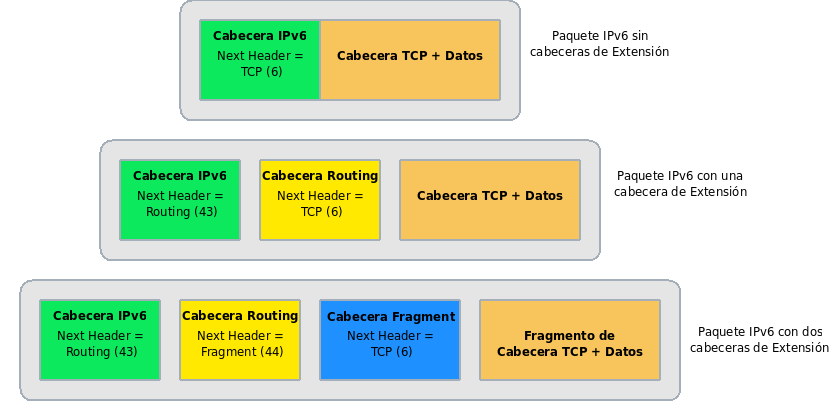 Cabecera IPv6
Next Header =
TCP (6)
Cabecera TCP + Datos
Paquete IPv6 sin
cabeceras de Extensión
Cabecera IPv6
Next Header =
Routing (43)
Cabecera Routing
Next Header =
TCP (6)
Cabecera TCP + Datos
Paquete IPv6 con una
cabecera de Extensión
Cabecera IPv6
Next Header =
Routing (43)
Cabecera Routing
Next Header =
Fragment (44)
Cabecera Fragment
Next Header =
TCP (6)
Fragmento de
Cabecera TCP + Datos
Paquete IPv6 con dos
cabeceras de Extensión